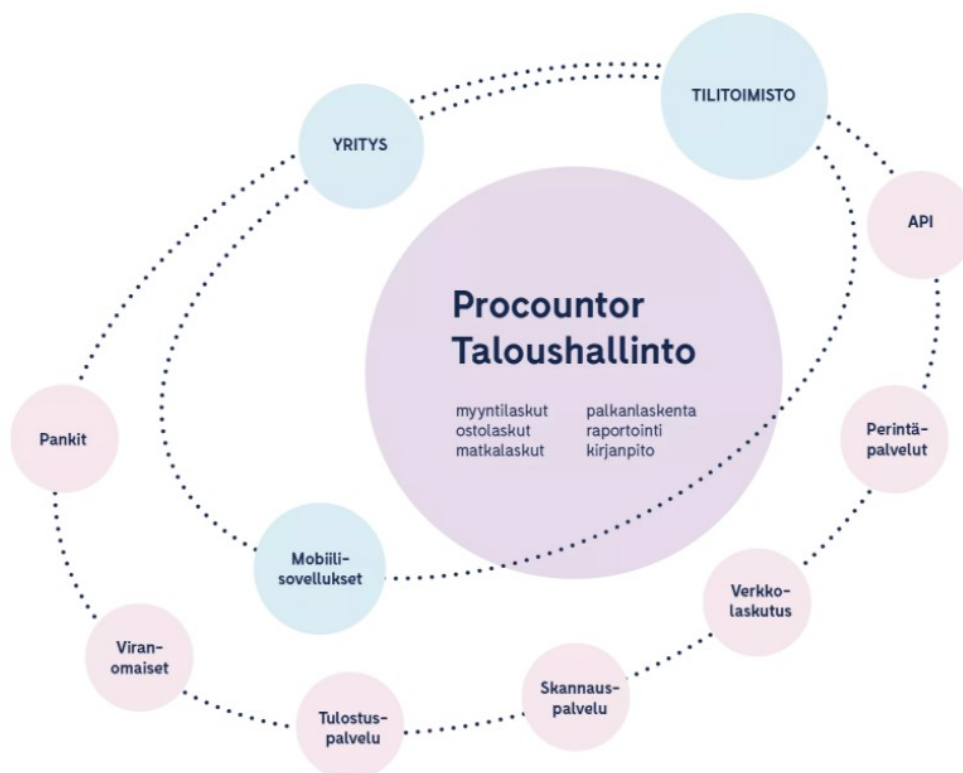 TILITOIMISTO
YRITYS
API
Procountor
Taloushallinto
myyntilaskut
ostolaskut
matkalaskut
palkanlaskenta
raportointi
kirjanpito
Pankit
Perintä-
palvelut
Mobiili-
sovellukset
Verkko-
laskutus
Viran-
omaiset
Skannaus-
palvelu
Tulostus-
palvelu